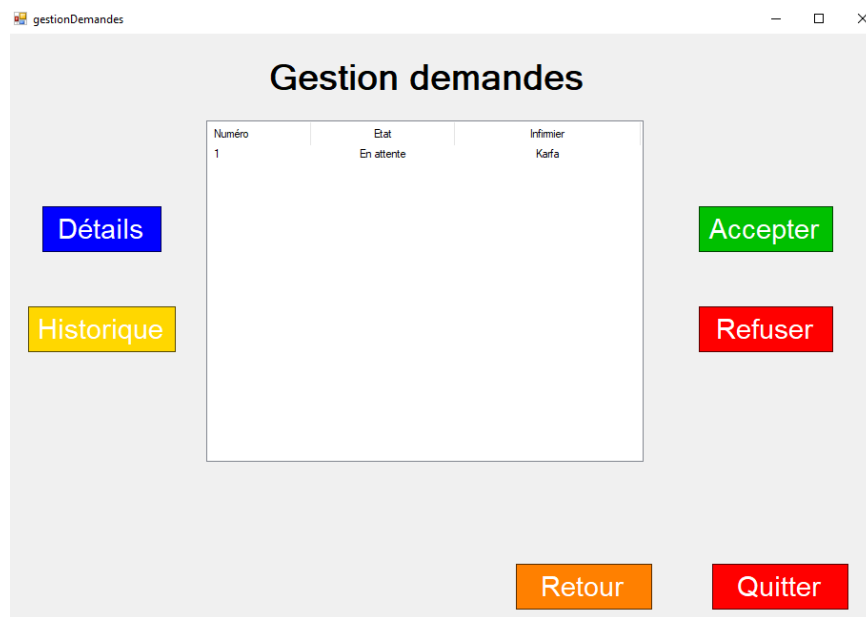 gestionDemandes
Gestion demandes
Numéro Etat Infirmier
1 En attente Karfa
Détails
Accepter
Historique
Refuser
Retour
Quitter